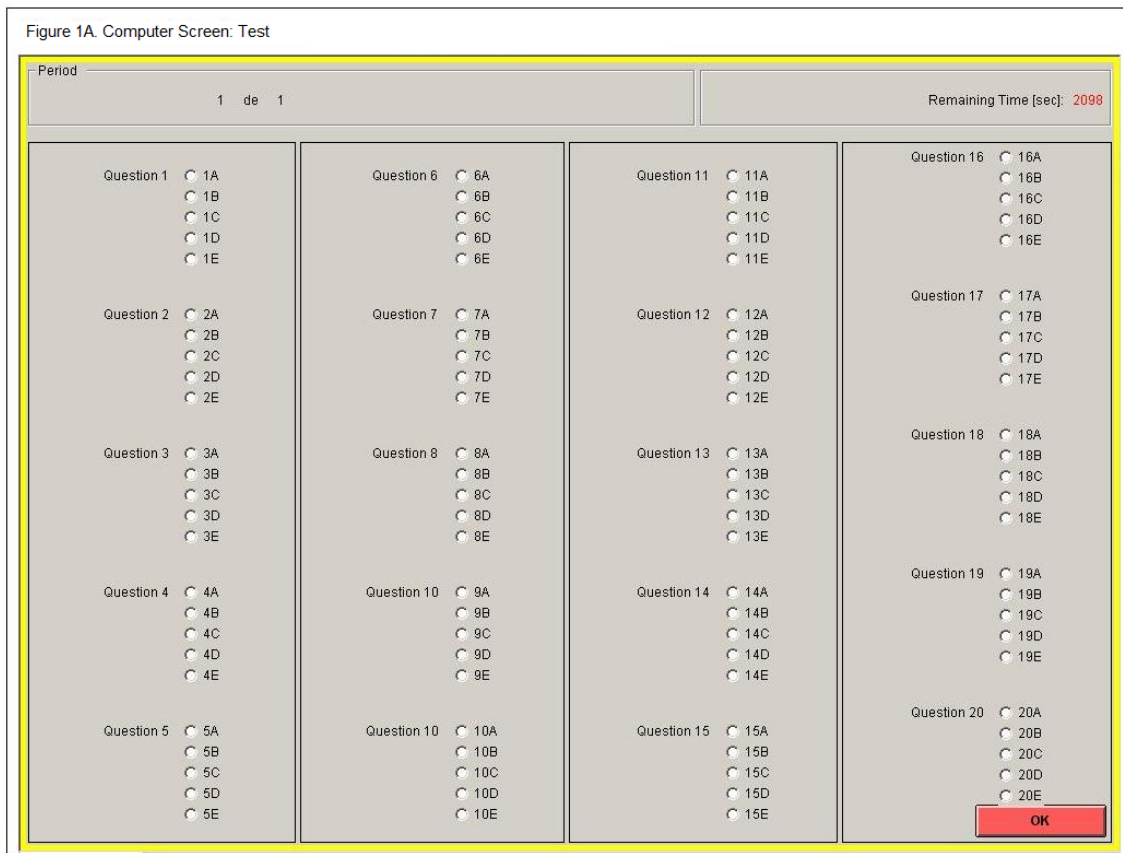 Figure 1A. Computer Screen: Test
Period
1 de 1
Remaining Time [sec]: 2098
Question 1 1A
1B
1C
1D
1E
Question 2 2A
2B
2C
2D
2E
Question 3 3A
3B
3C
3D
3E
Question 4 4A
4B
4C
4D
4E
Question 5 5A
5B
5C
5D
5E
Question 6 6A
6B
6C
6D
6E
Question 7 7A
7B
7C
7D
7E
Question 8 8A
8B
8C
8D
8E
Question 10 9A
9B
9C
9D
9E
Question 10 10A
10B
10C
10D
10E
Question 11 11A
11B
11C
11D
11E
Question 12 12A
12B
12C
12D
12E
Question 13 13A
13B
13C
13D
13E
Question 14 14A
14B
14C
14D
14E
Question 15 15A
15B
15C
15D
15E
Question 16 16A
16B
16C
16D
16E
Question 17 17A
17B
17C
17D
17E
Question 18 18A
18B
18C
18D
18E
Question 19 19A
19B
19C
19D
19E
Question 20 20A
20B
20C
20D
20E
OK